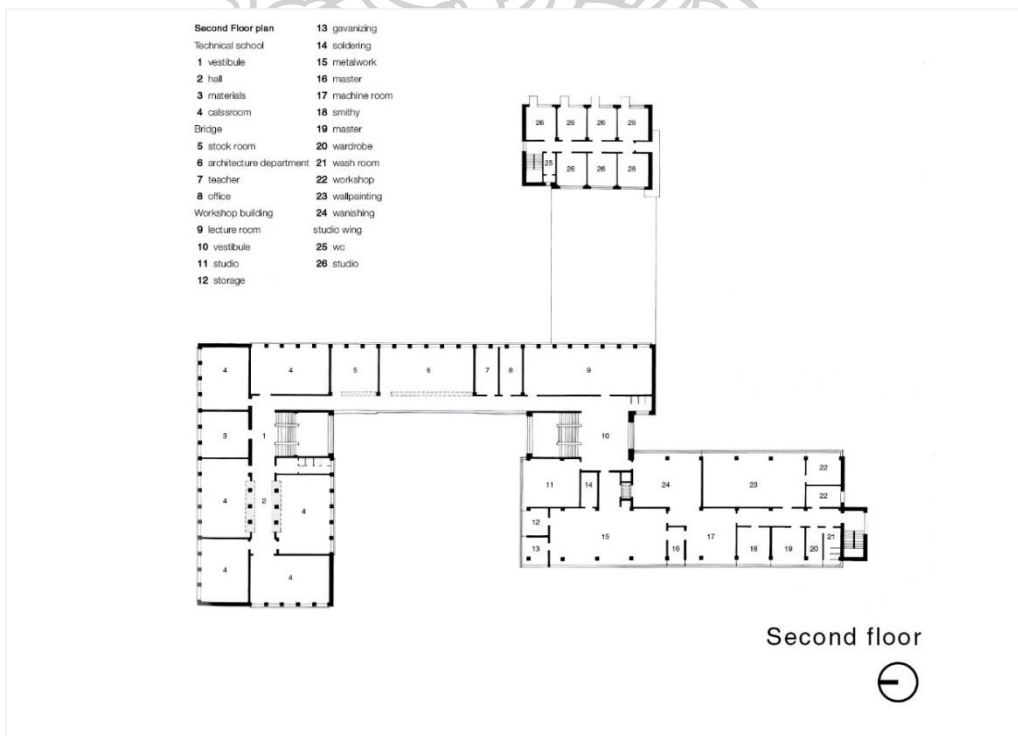 Second Floor plan
Technical school
1 vestibule
2 hall
3 materials
4 calssroom
Bridge
5 stock room
6 architecture department
7 teacher
8 office
Workshop building
9 lecture room
10 vestibule
11 studio
12 storage
13 gavanizing
14 soldering
15 metalwork
16 master
17 machine room
18 smithy
19 master
20 wardrobe
21 wash room
22 workshop
23 wallpainting
24 wanishing
studio wing
25 wc
26 studio
26 26 26 26
25 26 26 26
4 4 5 6 7 8 9
3 1 10
4 2 4
4 4
11 14 24 23 22
22
12 15 17 21
13 16 18 19 20
Second floor